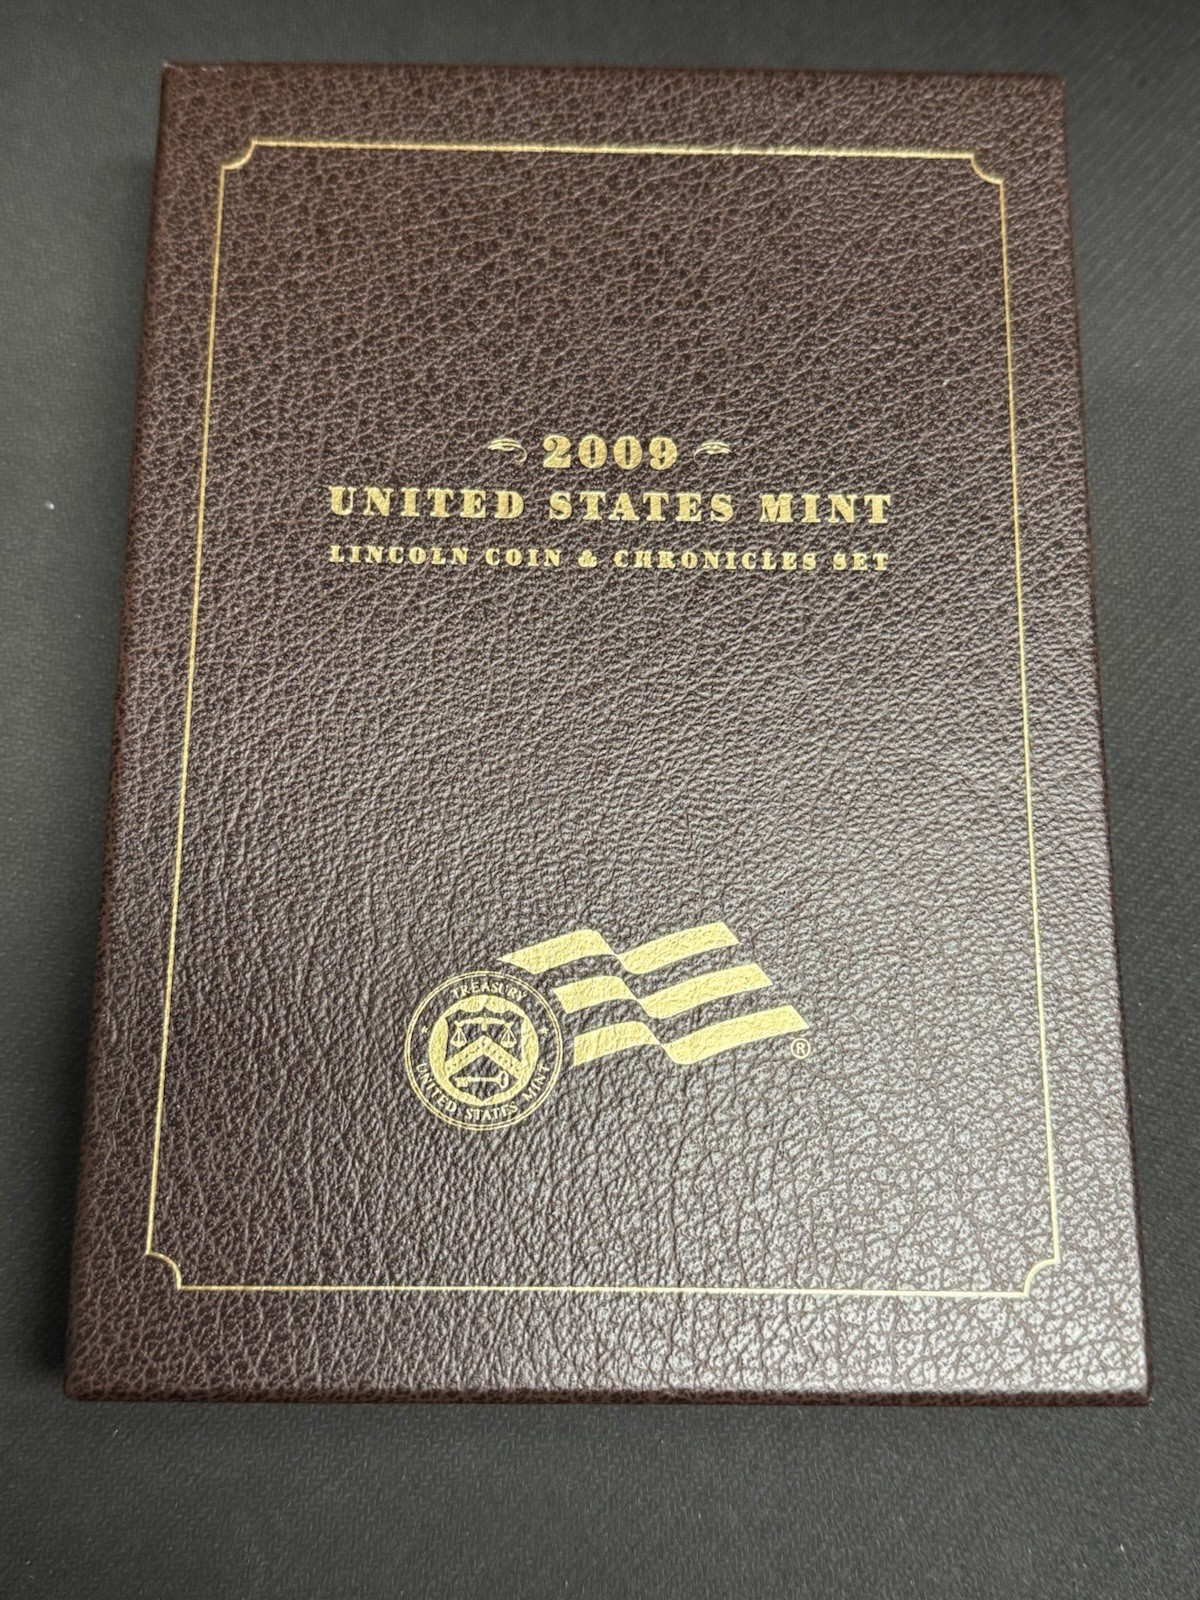 2009
UNITED STATES MINT
LINCOLN COIN & CHRONICLES SET
TREASURY
UNITED STATES MINT
®